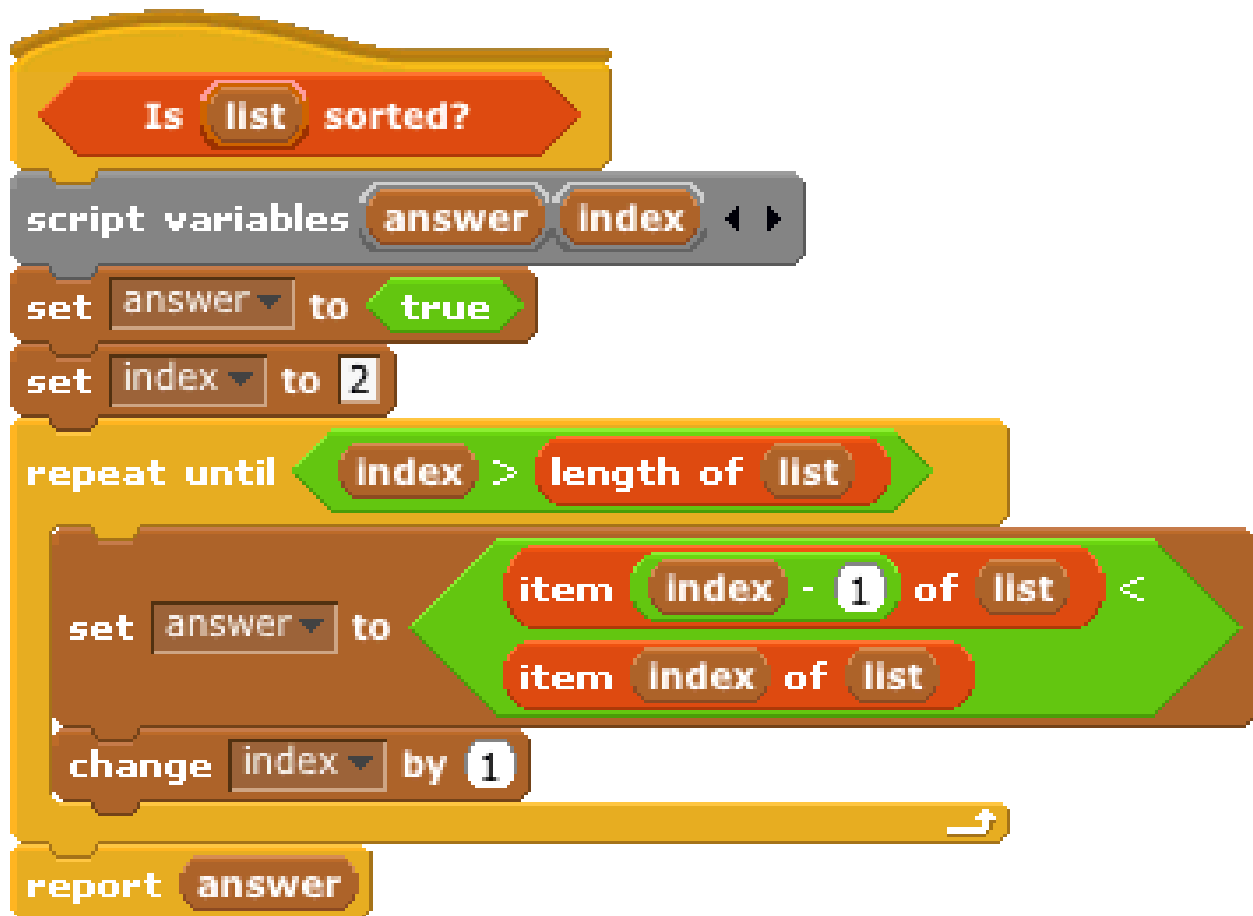 Is list sorted?
script variables answer index
set answer to true
set index to 2
repeat until index > length of list
item index - 1 of list <
set answer to
item index of list
change index by 1
report answer